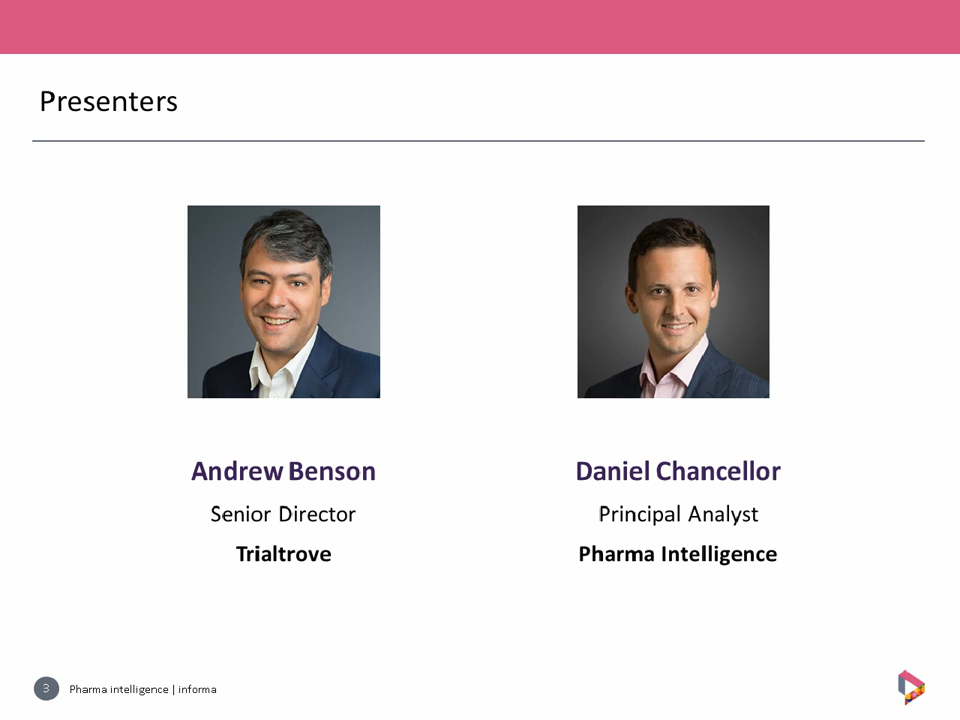 Presenters
Andrew Benson
Senior Director
Trialtrove
Daniel Chancellor
Principal Analyst
Pharma Intelligence
3
Pharma intelligence | informa